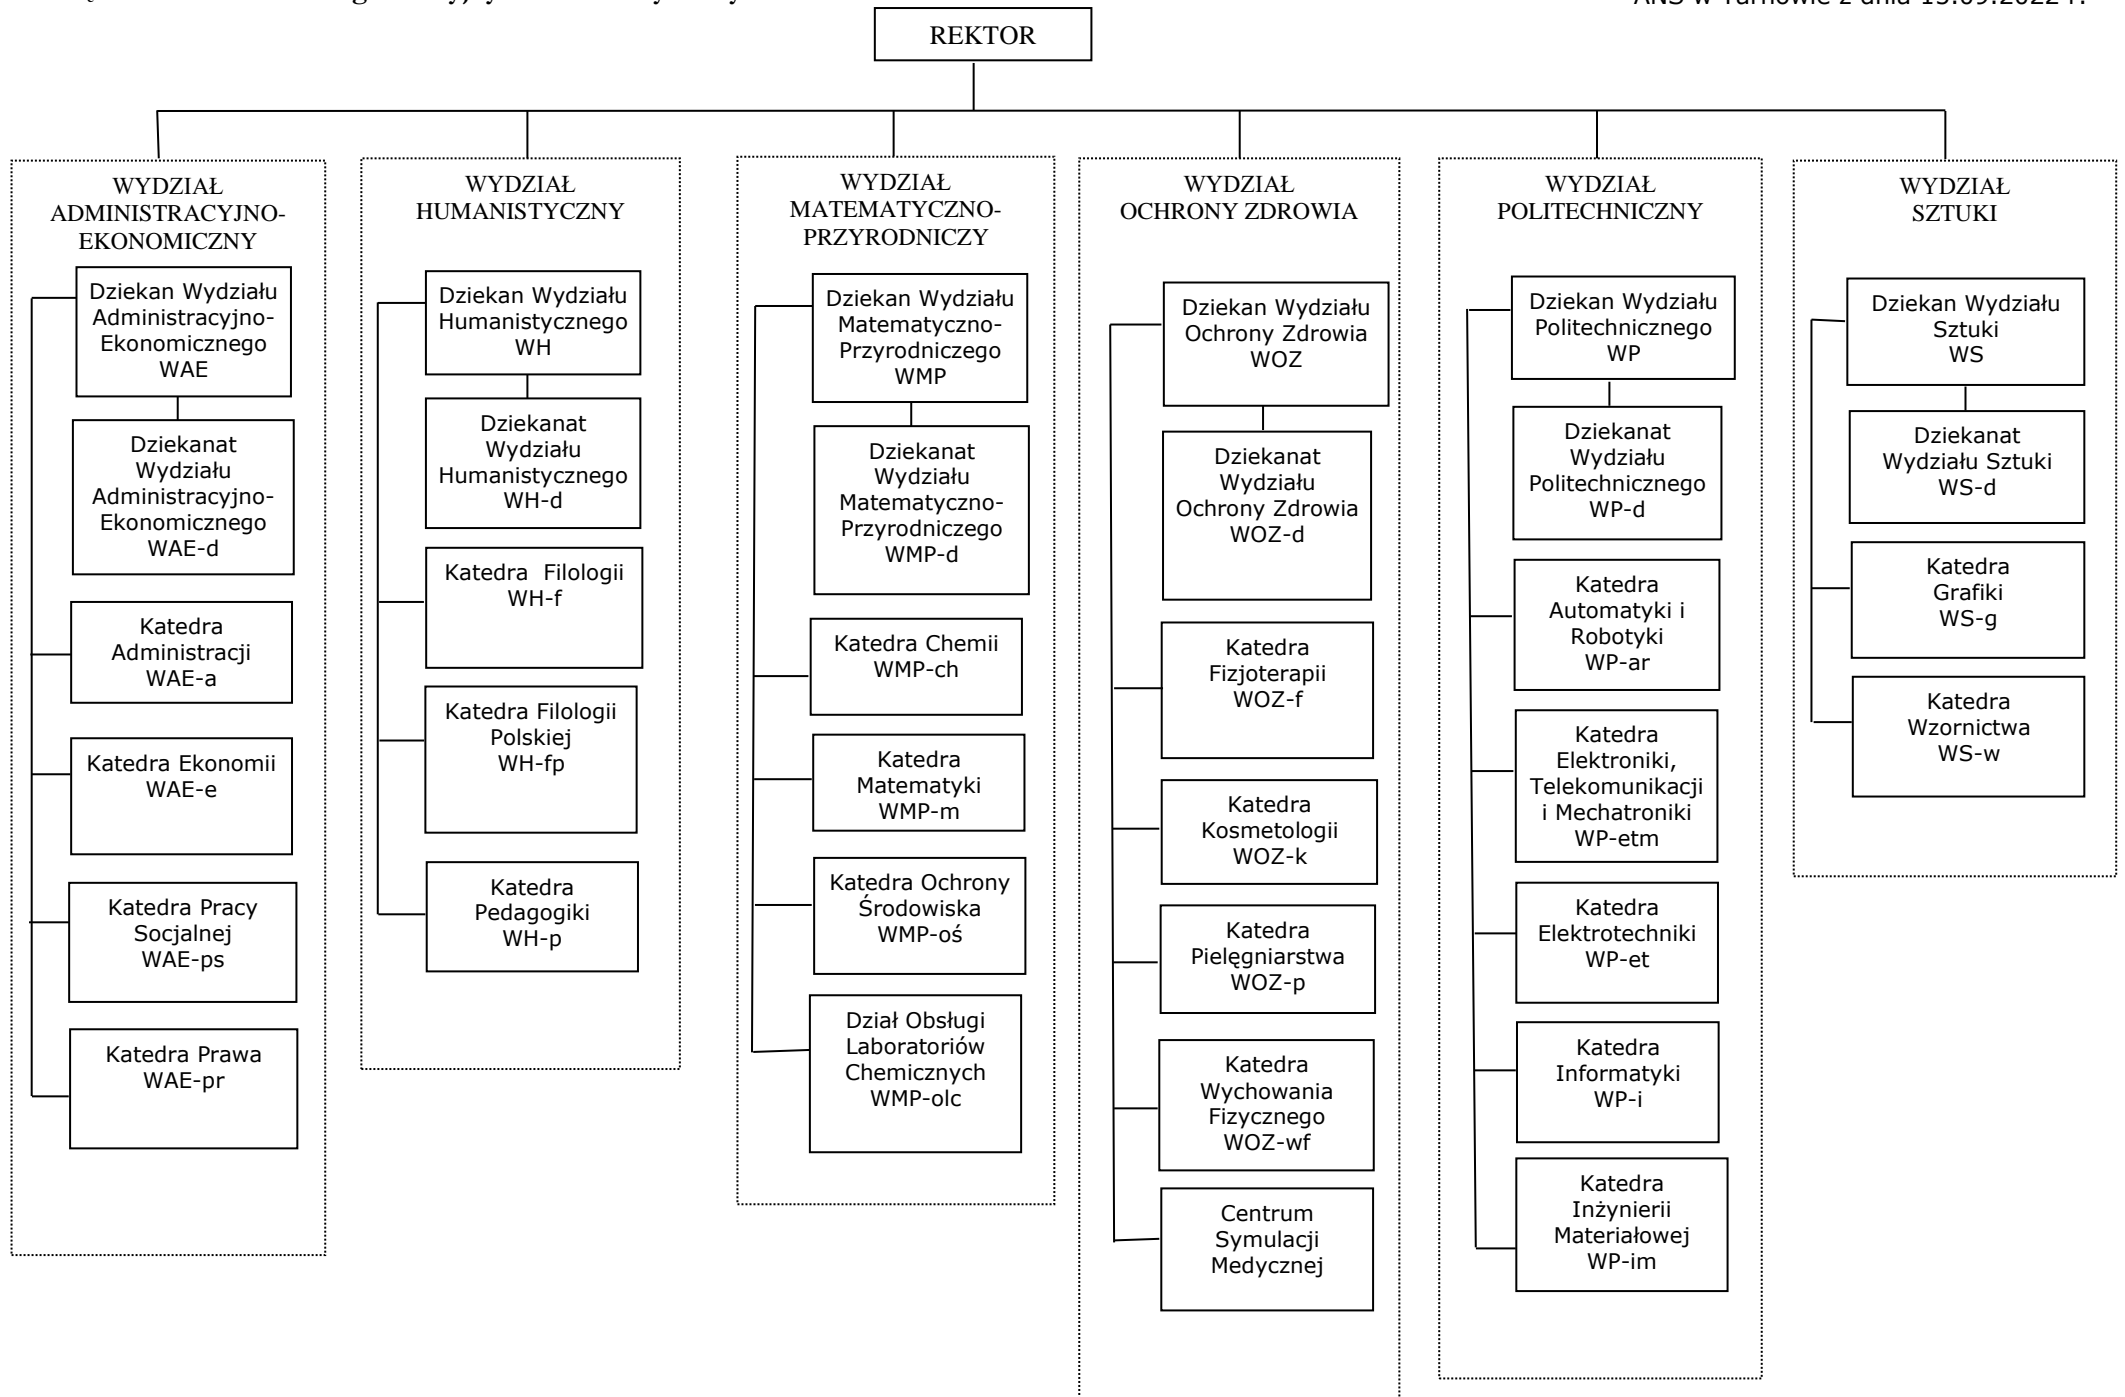 ANS w Tarnowie z dnia 15.09.2022 r.
REKTOR
WYDZIAŁ
ADMINISTRACYJNO-
EKONOMICZNY
Dziekan Wydziału
Administracyjno-
Ekonomicznego
WAE
Dziekanat
Wydziału
Administracyjno-
Ekonomicznego
WAE-d
Katedra
Administracji
WAE-a
Katedra Ekonomii
WAE-e
Katedra Pracy
Socjalnej
WAE-ps
Katedra Prawa
WAE-pr
WYDZIAŁ
HUMANISTYCZNY
Dziekan Wydziału
Humanistycznego
WH
Dziekanat
Wydziału
Humanistycznego
WH-d
Katedra Filologii
WH-f
Katedra Filologii
Polskiej
WH-fp
Katedra
Pedagogiki
WH-p
WYDZIAŁ
MATEMATYCZNO-
PRZYRODNICZY
Dziekan Wydziału
Matematyczno-
Przyrodniczego
WMP
Dziekanat
Wydziału
Matematyczno-
Przyrodniczego
WMP-d
Katedra Chemii
WMP-ch
Katedra
Matematyki
WMP-m
Katedra Ochrony
Środowiska
WMP-oś
Dział Obsługi
Laboratoriów
Chemicznych
WMP-olc
WYDZIAŁ
OCHRONY ZDROWIA
Dziekan Wydziału
Ochrony Zdrowia
WOZ
Dziekanat
Wydziału
Ochrony Zdrowia
WOZ-d
Katedra
Fizjoterapii
WOZ-f
Katedra
Kosmetologii
WOZ-k
Katedra
Pielęgniarstwa
WOZ-p
Katedra
Wychowania
Fizycznego
WOZ-wf
Centrum
Symulacji
Medycznej
WYDZIAŁ
POLITECHNICZNY
Dziekan Wydziału
Politechnicznego
WP
Dziekanat
Wydziału
Politechnicznego
WP-d
Katedra
Automatyki i
Robotyki
WP-ar
Katedra
Elektroniki,
Telekomunikacji
i Mechatroniki
WP-etm
Katedra
Elektrotechniki
WP-et
Katedra
Informatyki
WP-i
Katedra
Inżynierii
Materiałowej
WP-im
WYDZIAŁ
SZTUKI
Dziekan Wydziału
Sztuki
WS
Dziekanat
Wydziału Sztuki
WS-d
Katedra
Grafiki
WS-g
Katedra
Wzornictwa
WS-w